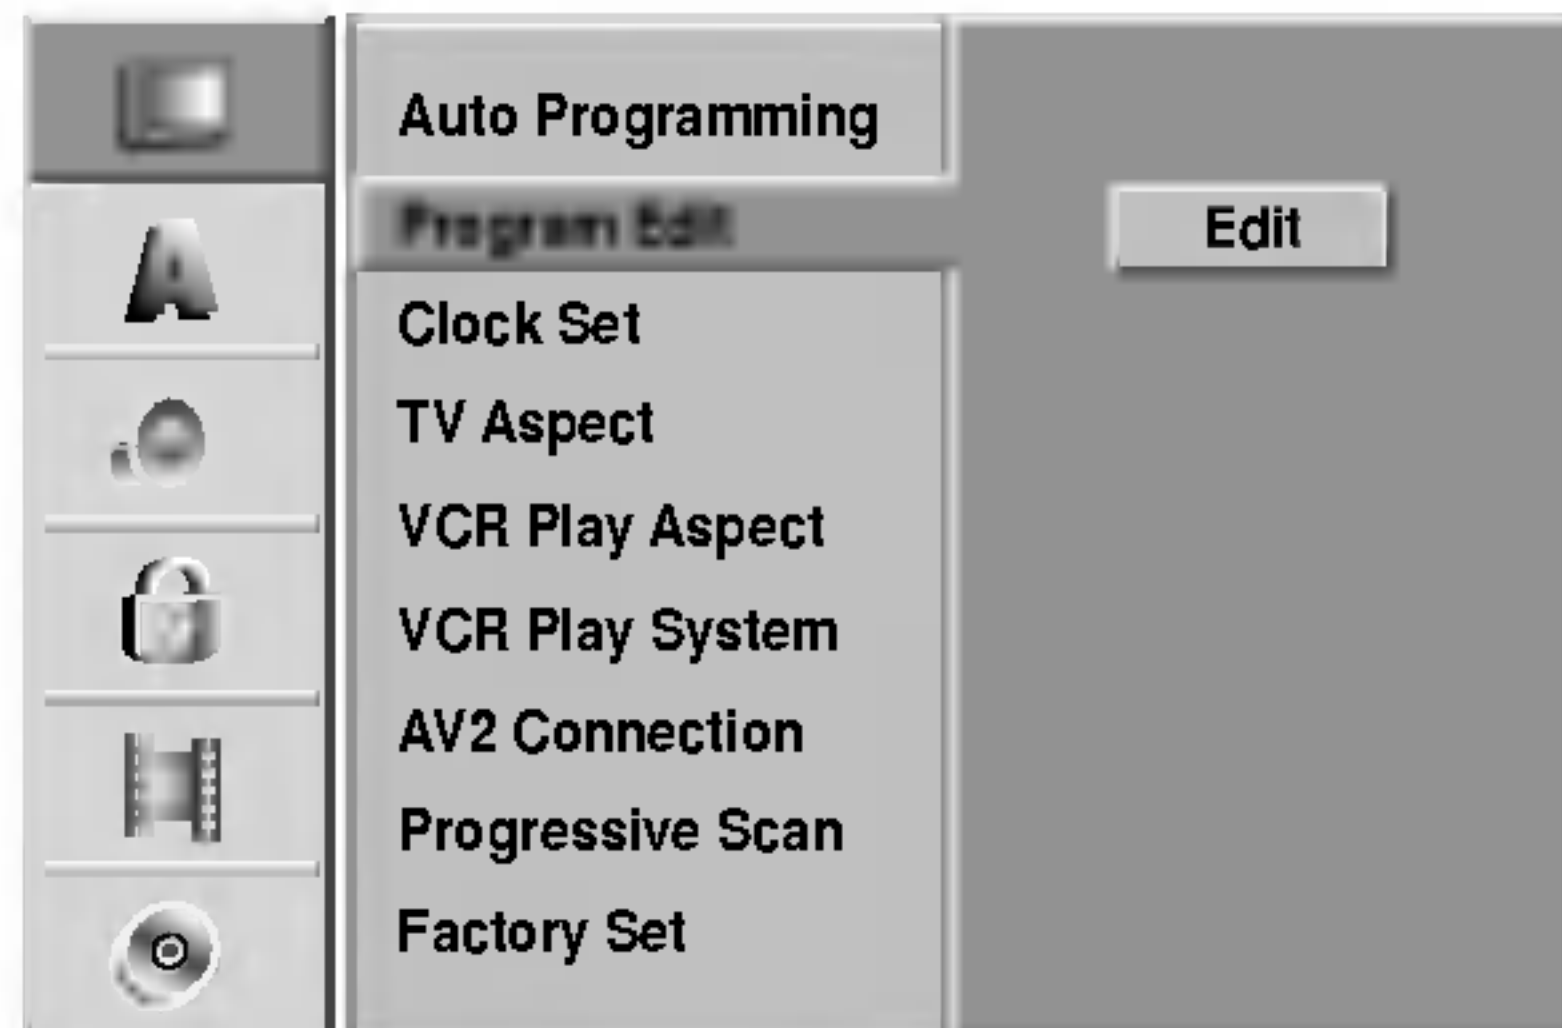 Auto Programming
Program Edit
Edit
Clock Set
TV Aspect
VCR Play Aspect
VCR Play System
AV2 Connection
Progressive Scan
Factory Set